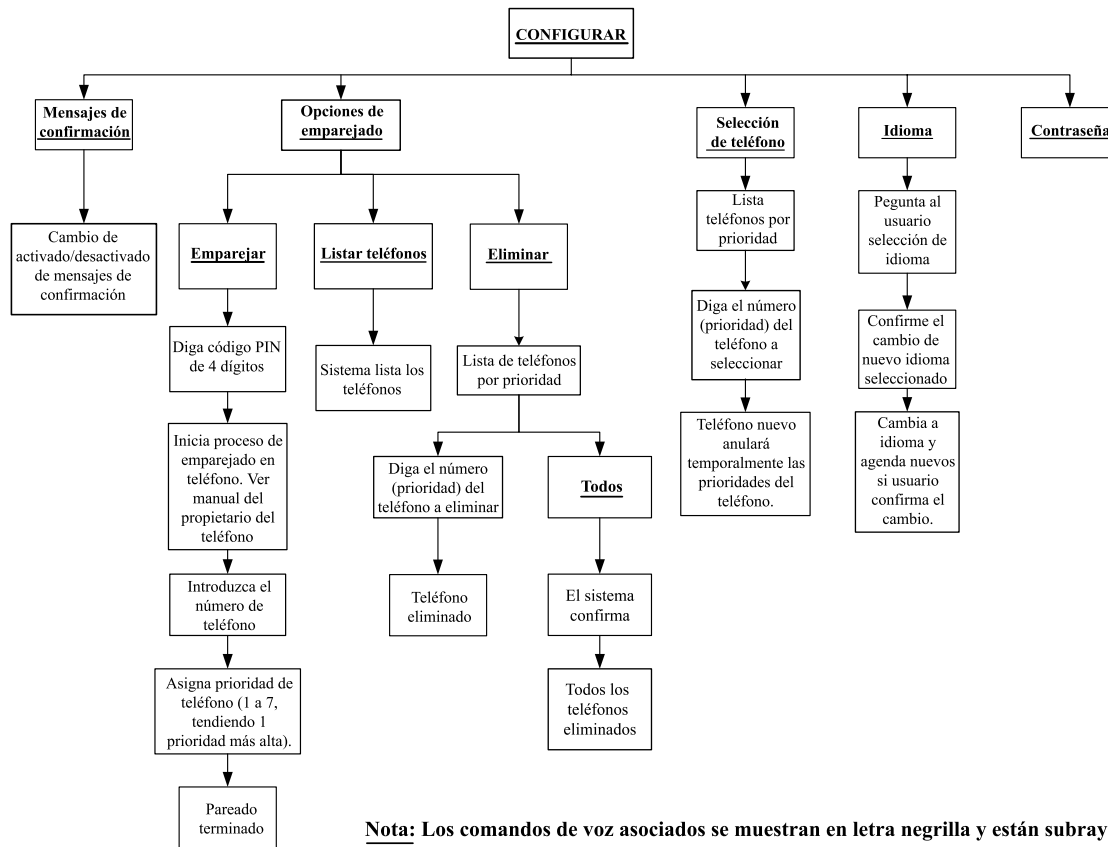 CONFIGURAR
Mensajes de
confirmación
Opciones de
emparejado
Selección
de teléfono
Idioma
Contraseña
Cambio de
activado/desactivado
de mensajes de
confirmación
Emparejar
Listar teléfonos
Eliminar
Lista
teléfonos por
prioridad
Pegunta al
usuario
selección de
idioma
Diga código PIN
de 4 dígitos
Sistema lista los
teléfonos
Lista de teléfonos
por prioridad
Diga el número
(prioridad) del
teléfono a
seleccionar
Confirme el
cambio de
nuevo idioma
seleccionado
Inicia proceso de
emparejado en
teléfono. Ver
manual del
propietario del
teléfono
Diga el número
(prioridad) del
teléfono a eliminar
Todos
Teléfono nuevo
anulará
temporalmente las
prioridades del
teléfono.
Cambia a
idioma y
agenda nuevos
si usuario
confirma el
cambio.
Introduzca el
número de
teléfono
Teléfono
eliminado
El sistema
confirma
Asigna prioridad de
teléfono (1 a 7,
tendiendo 1
prioridad más alta).
Todos los
teléfonos
eliminados
Pareado
terminado
Nota: Los comandos de voz asociados se muestran en letra negrilla y están subray